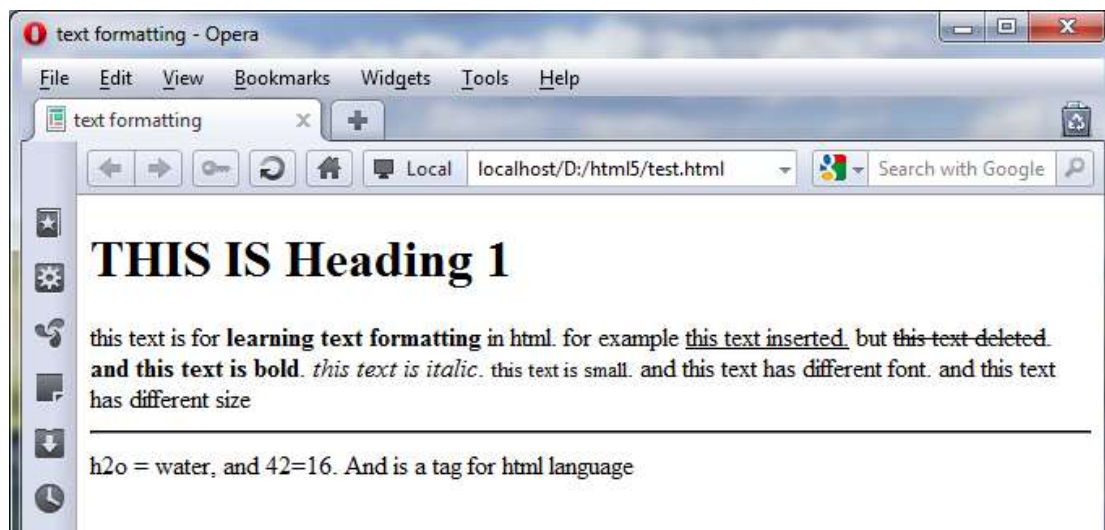 text formatting - Opera
File Edit View Bookmarks Widgets Tools Help
text formatting
Local localhost/D:/html5/test.html Search with Google
THIS IS Heading 1
this text is for learning text formatting in html. for example this text inserted. but this text deleted.
and this text is bold. this text is italic. this text is small. and this text has different font. and this text
has different size
h2o = water, and 42=16. And is a tag for html language